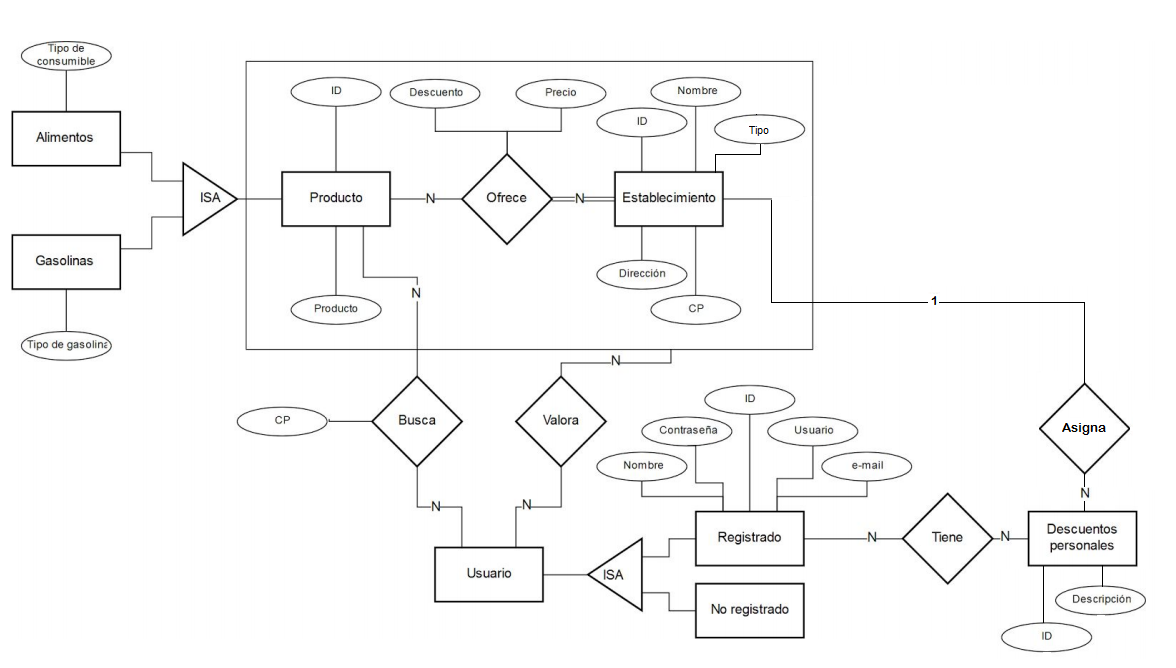 Tipo de
consumible
Alimentos
Gasolinas
Tipo de gasolina
ISA
ID
Descuento
Precio
Nombre
ID
Tipo
Producto
N
Ofrece
N
Establecimiento
Producto
N
Dirección
CP
1
N
CP
Busca
Valora
N
N
Usuario
ISA
ID
Contraseña
Usuario
Nombre
e-mail
Registrado
No registrado
N
Tiene
N
Asigna
N
Descuentos
personales
Descripción
ID